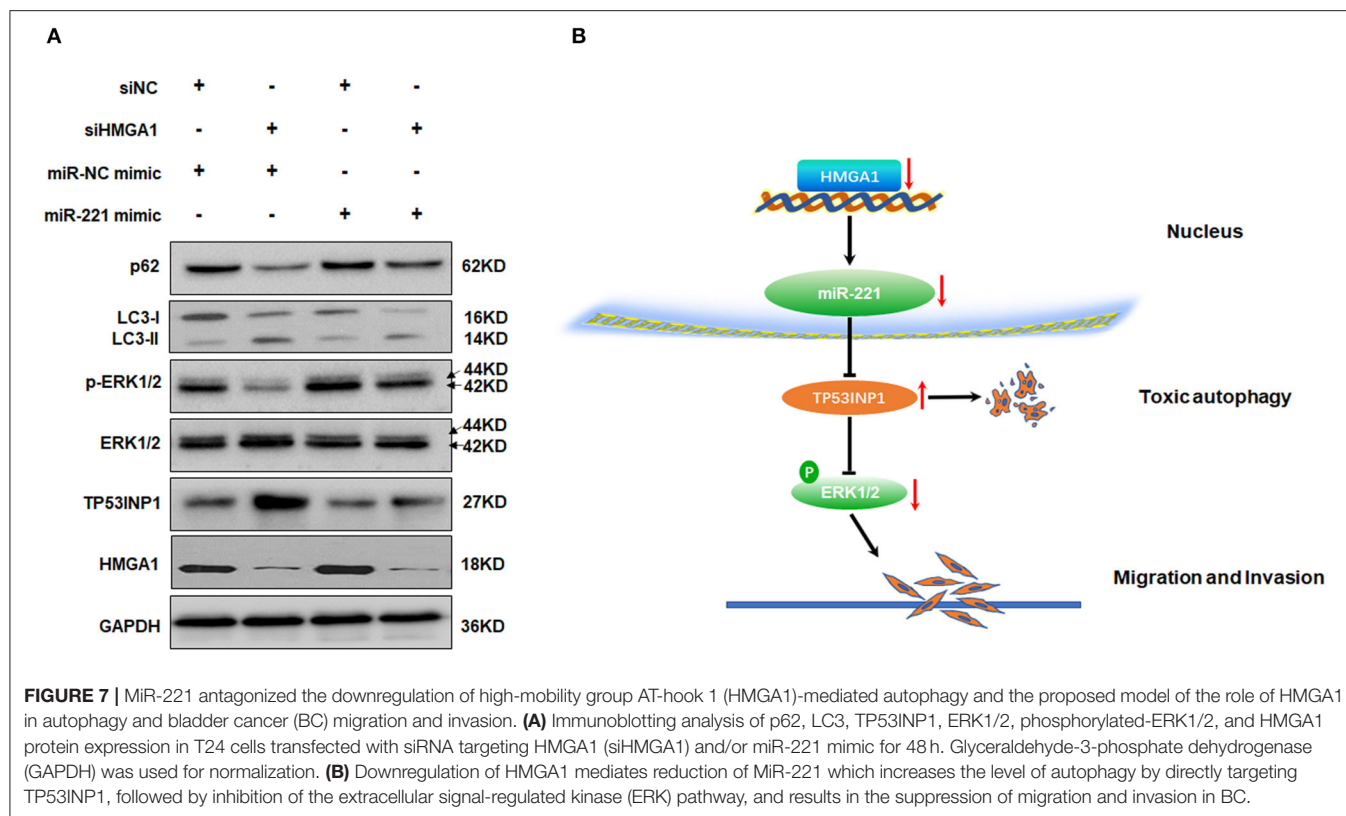 A
siNC + - + -
siHMGA1 - + - +
miR-NC mimic + + - -
miR-221 mimic - - + +
p62 62KD
LC3-I 16KD
LC3-II 14KD
p-ERK1/2 44KD
42KD
ERK1/2 44KD
42KD
TP53INP1 27KD
HMGA1 18KD
GAPDH 36KD
B
HMGA1
Nucleus
miR-221
TP53INP1
Toxic autophagy
P
ERK1/2
Migration and Invasion
FIGURE 7 | MiR-221 antagonized the downregulation of high-mobility group AT-hook 1 (HMGA1)-mediated autophagy and the proposed model of the role of HMGA1
in autophagy and bladder cancer (BC) migration and invasion. (A) Immunoblotting analysis of p62, LC3, TP53INP1, ERK1/2, phosphorylated-ERK1/2, and HMGA1
protein expression in T24 cells transfected with siRNA targeting HMGA1 (siHMGA1) and/or miR-221 mimic for 48 h. Glyceraldehyde-3-phosphate dehydrogenase
(GAPDH) was used for normalization. (B) Downregulation of HMGA1 mediates reduction of MiR-221 which increases the level of autophagy by directly targeting
TP53INP1, followed by inhibition of the extracellular signal-regulated kinase (ERK) pathway, and results in the suppression of migration and invasion in BC.